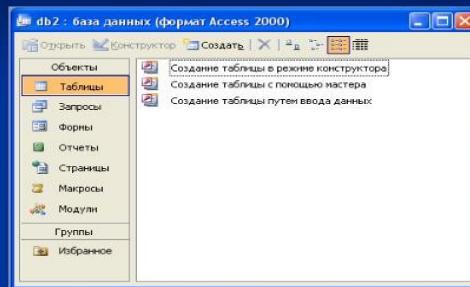 db2 : база данных (формат Access 2000)
Открыть Конструктор Создать
Объекты
Таблицы
Запросы
Формы
Отчеты
Страницы
Макросы
Модули
Группы
Избранное
Создание таблицы в режиме конструктора
Создание таблицы с помощью мастера
Создание таблицы путем ввода данных